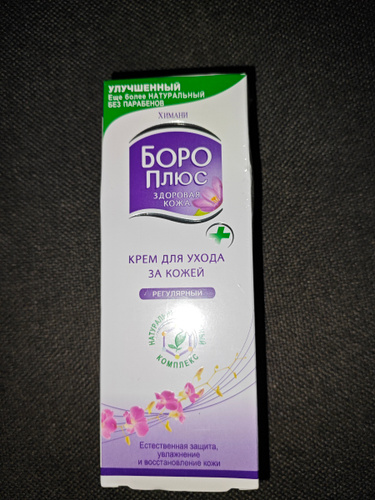 УЛУЧШЕННЫЙ
Еще более НАТУРАЛЬНЫЙ
БЕЗ ПАРАБЕНОВ
ХИМАНИ
БОРО
ПЛЮС
ЗДОРОВАЯ
КОЖА
КРЕМ ДЛЯ УХОДА
ЗА КОЖЕЙ
РЕГУЛЯРНЫЙ
КОМПЛЕКС
Естественная защита,
увлажнение
и восстановление кожи